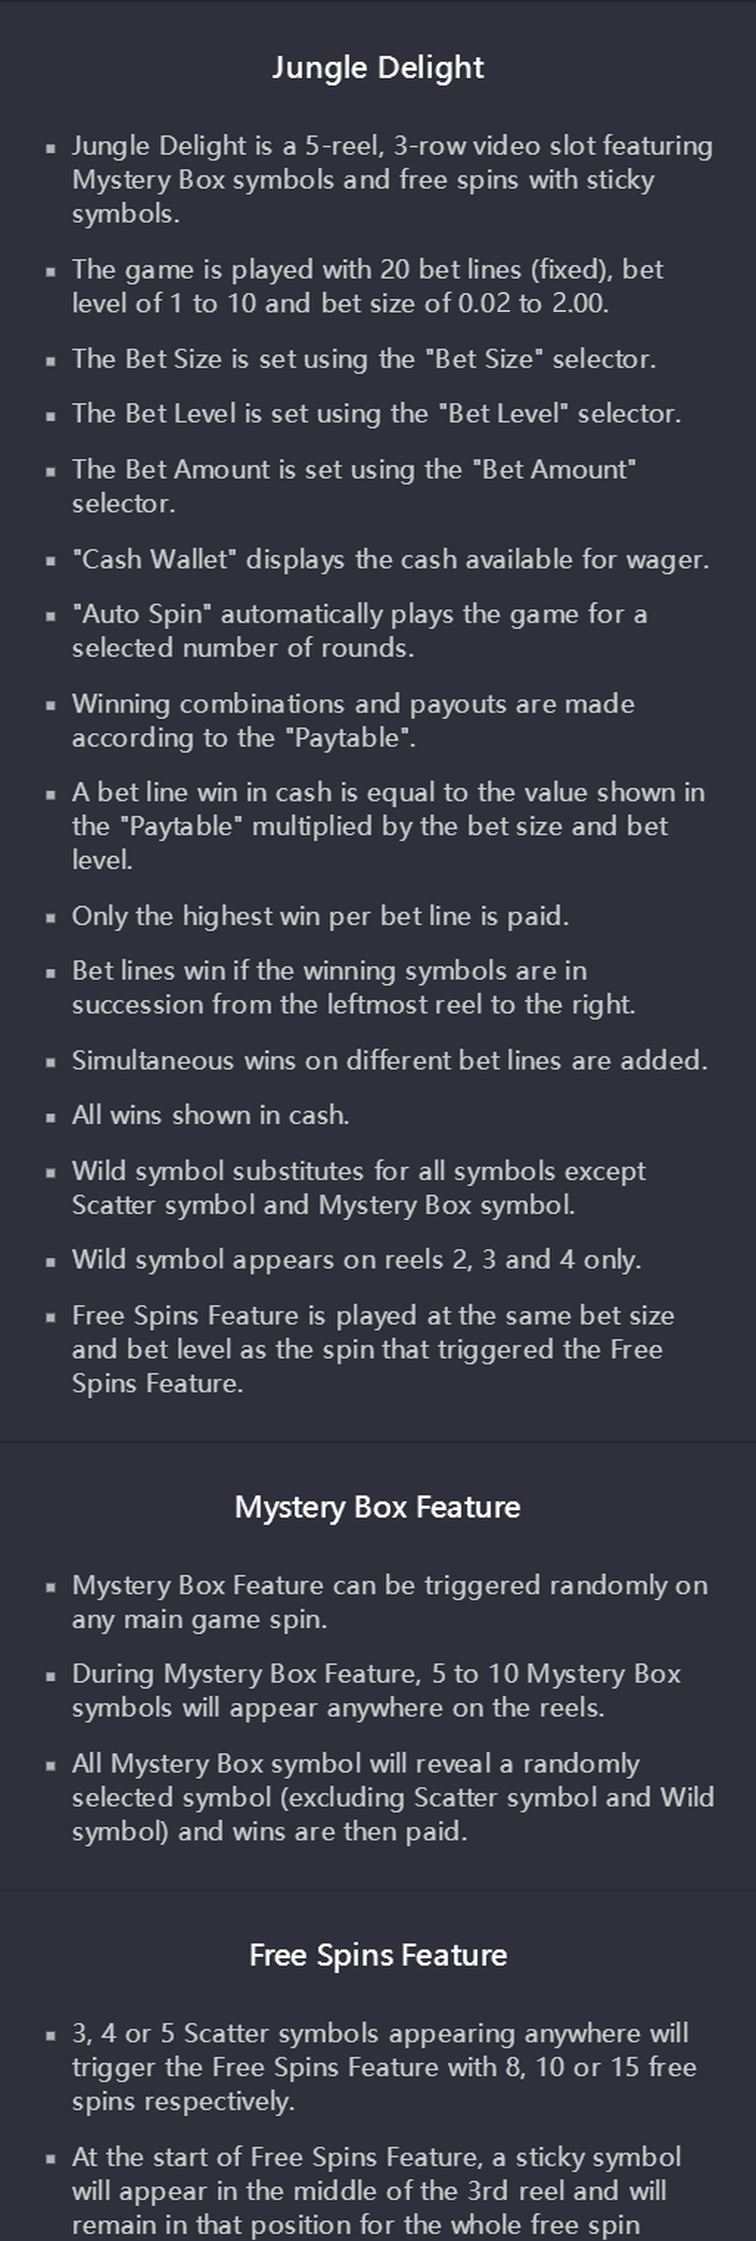 Jungle Delight
▪ Jungle Delight is a 5-reel, 3-row video slot featuring
Mystery Box symbols and free spins with sticky
symbols.
▪ The game is played with 20 bet lines (fixed), bet
level of 1 to 10 and bet size of 0.02 to 2.00.
▪ The Bet Size is set using the "Bet Size" selector.
▪ The Bet Level is set using the "Bet Level" selector.
▪ The Bet Amount is set using the "Bet Amount"
selector.
▪ "Cash Wallet" displays the cash available for wager.
▪ "Auto Spin" automatically plays the game for a
selected number of rounds.
▪ Winning combinations and payouts are made
according to the "Paytable".
▪ A bet line win in cash is equal to the value shown in
the "Paytable" multiplied by the bet size and bet
level.
▪ Only the highest win per bet line is paid.
▪ Bet lines win if the winning symbols are in
succession from the leftmost reel to the right.
▪ Simultaneous wins on different bet lines are added.
▪ All wins shown in cash.
▪ Wild symbol substitutes for all symbols except
Scatter symbol and Mystery Box symbol.
▪ Wild symbol appears on reels 2, 3 and 4 only.
▪ Free Spins Feature is played at the same bet size
and bet level as the spin that triggered the Free
Spins Feature.
Mystery Box Feature
▪ Mystery Box Feature can be triggered randomly on
any main game spin.
▪ During Mystery Box Feature, 5 to 10 Mystery Box
symbols will appear anywhere on the reels.
▪ All Mystery Box symbol will reveal a randomly
selected symbol (excluding Scatter symbol and Wild
symbol) and wins are then paid.
Free Spins Feature
▪ 3, 4 or 5 Scatter symbols appearing anywhere will
trigger the Free Spins Feature with 8, 10 or 15 free
spins respectively.
▪ At the start of Free Spins Feature, a sticky symbol
will appear in the middle of the 3rd reel and will
remain in that position for the whole free spin